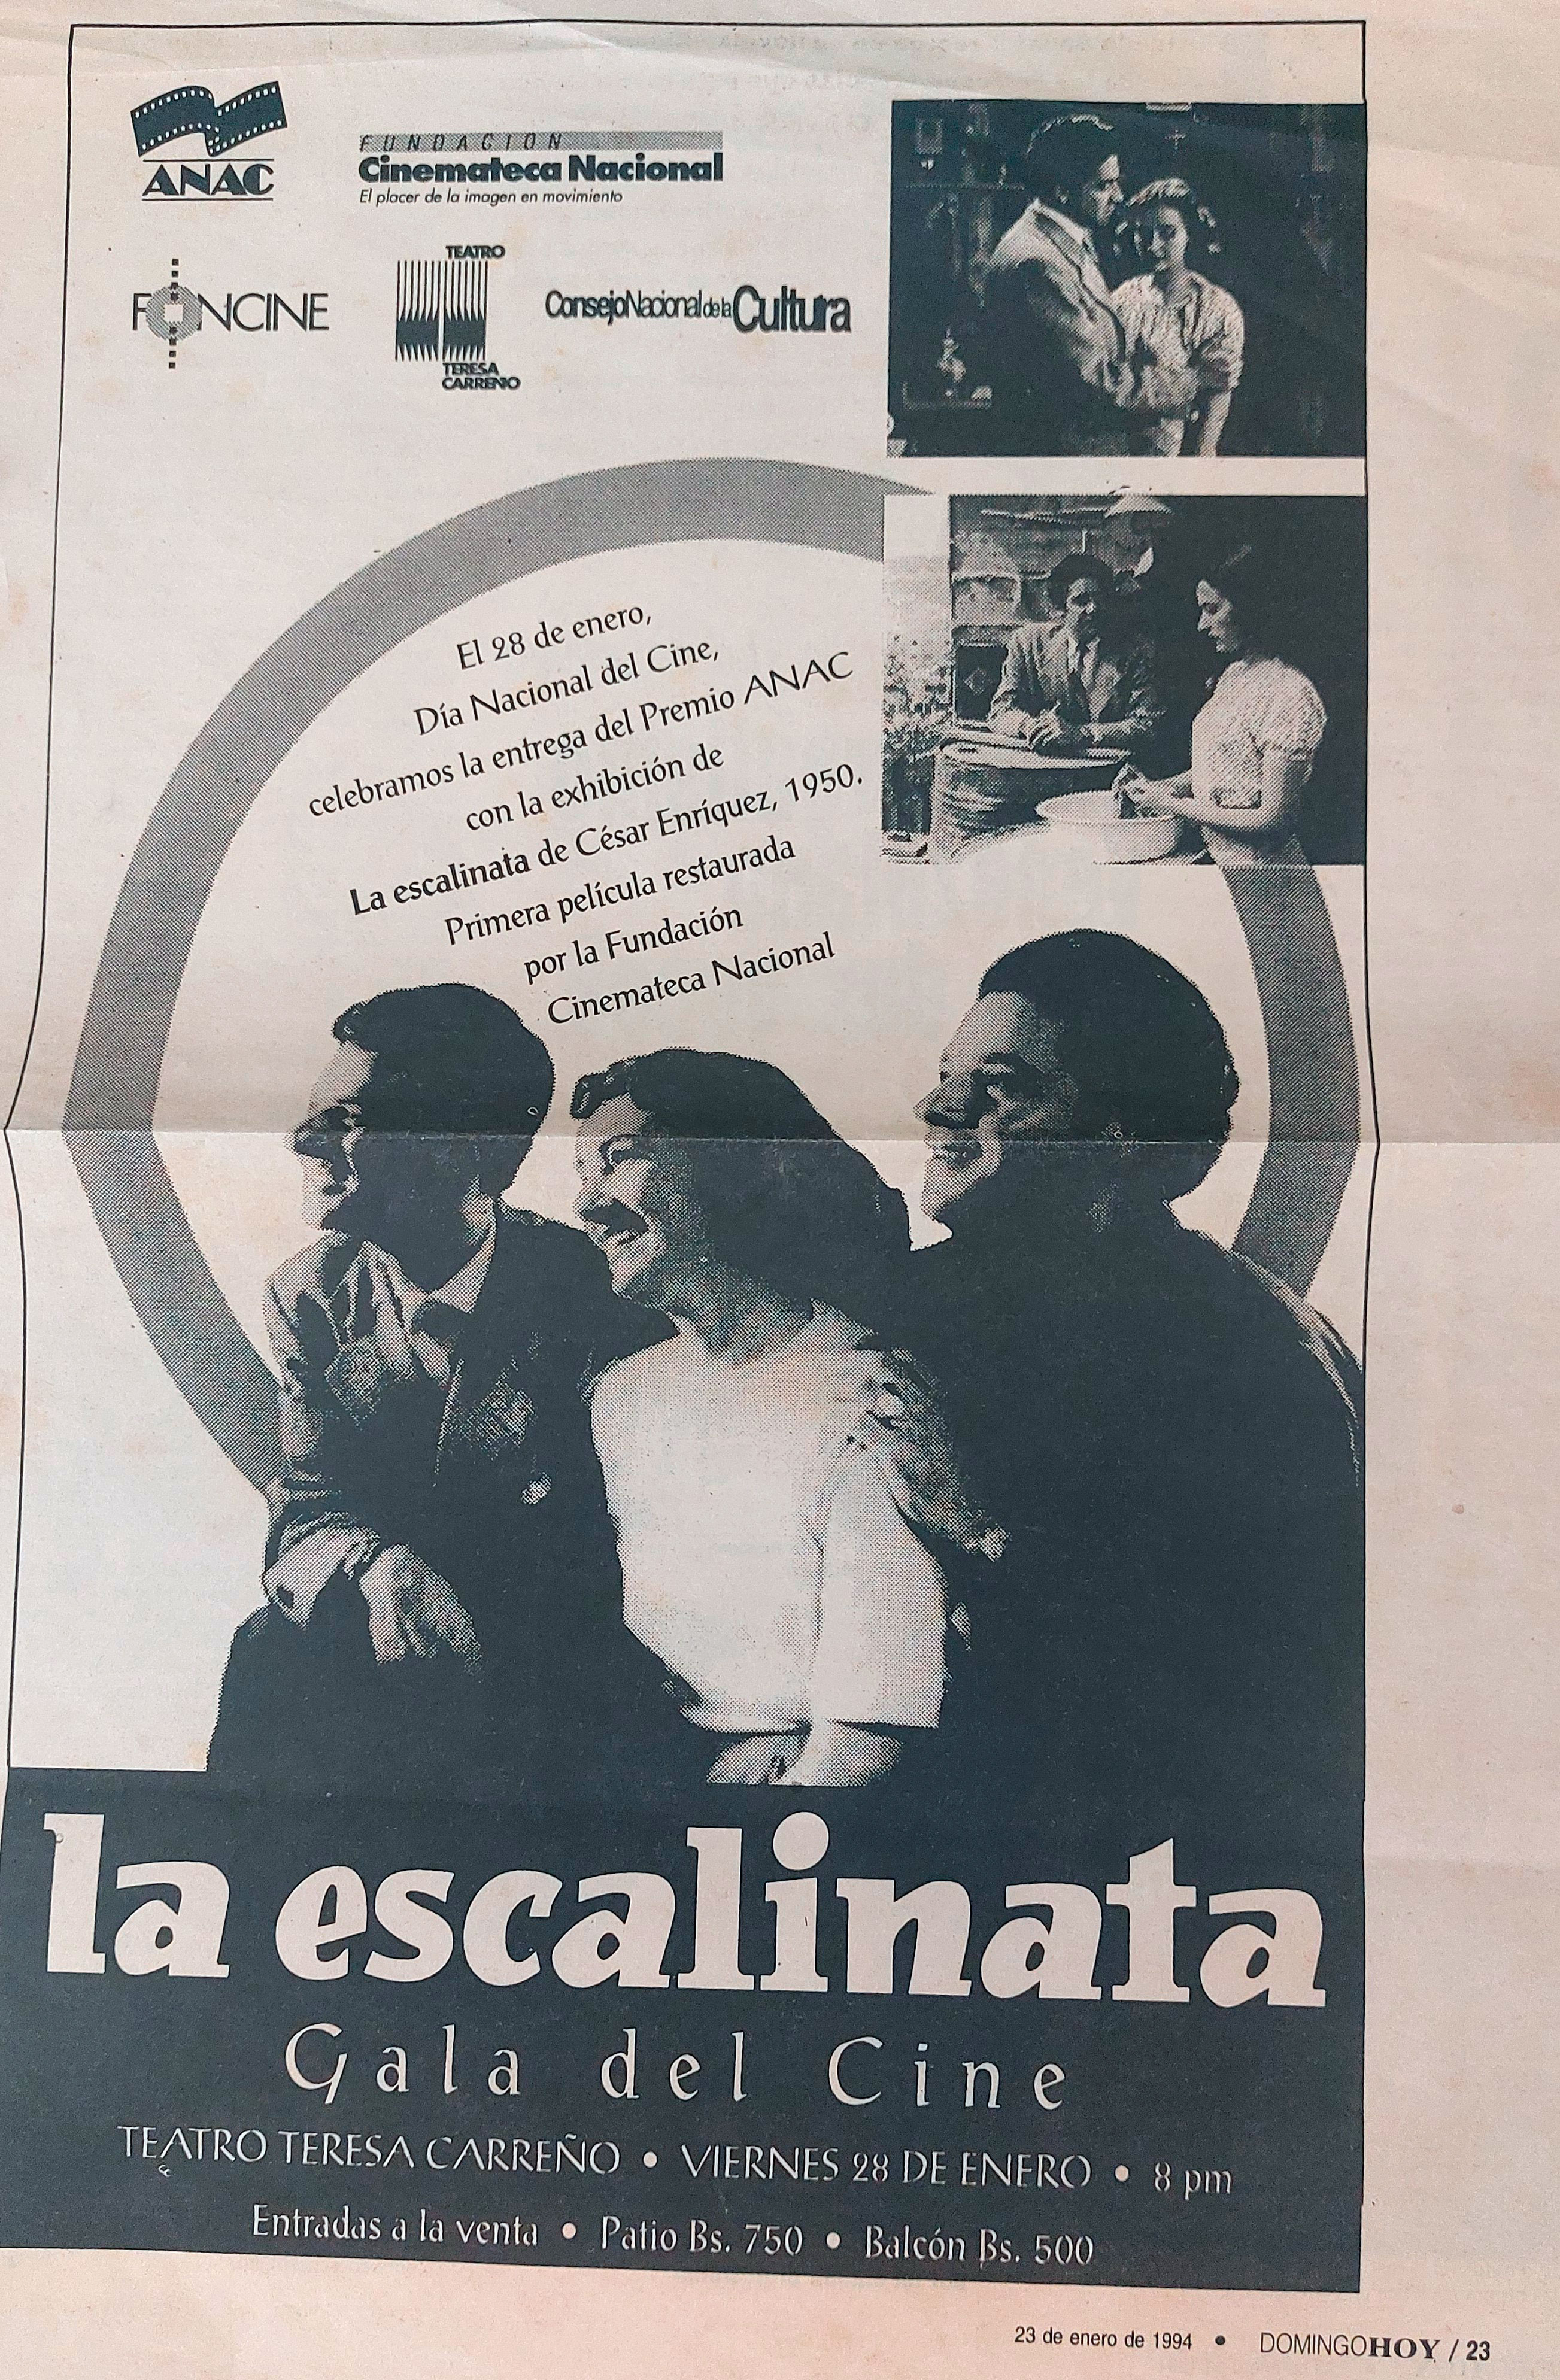 ANAC
FUNDACION
Cinemateca Nacional
El placer de la imagen en movimiento
FONCINE
TEATRO
TERESA
CARREÑO
ConsejoNacionaldelaCultura
El 28 de enero,
Día Nacional del Cine,
celebramos la entrega del Premio ANAC
con la exhibición de
La escalinata de César Enríquez, 1950.
Primera película restaurada
por la Fundación
Cinemateca Nacional
la escalinata
Gala del Cine
TEATRO TERESA CARREÑO • VIERNES 28 DE ENERO • 8 pm
Entradas a la venta • Patio Bs. 750 • Balcón Bs. 500
23 de enero de 1994 • DOMINGOHOY / 23